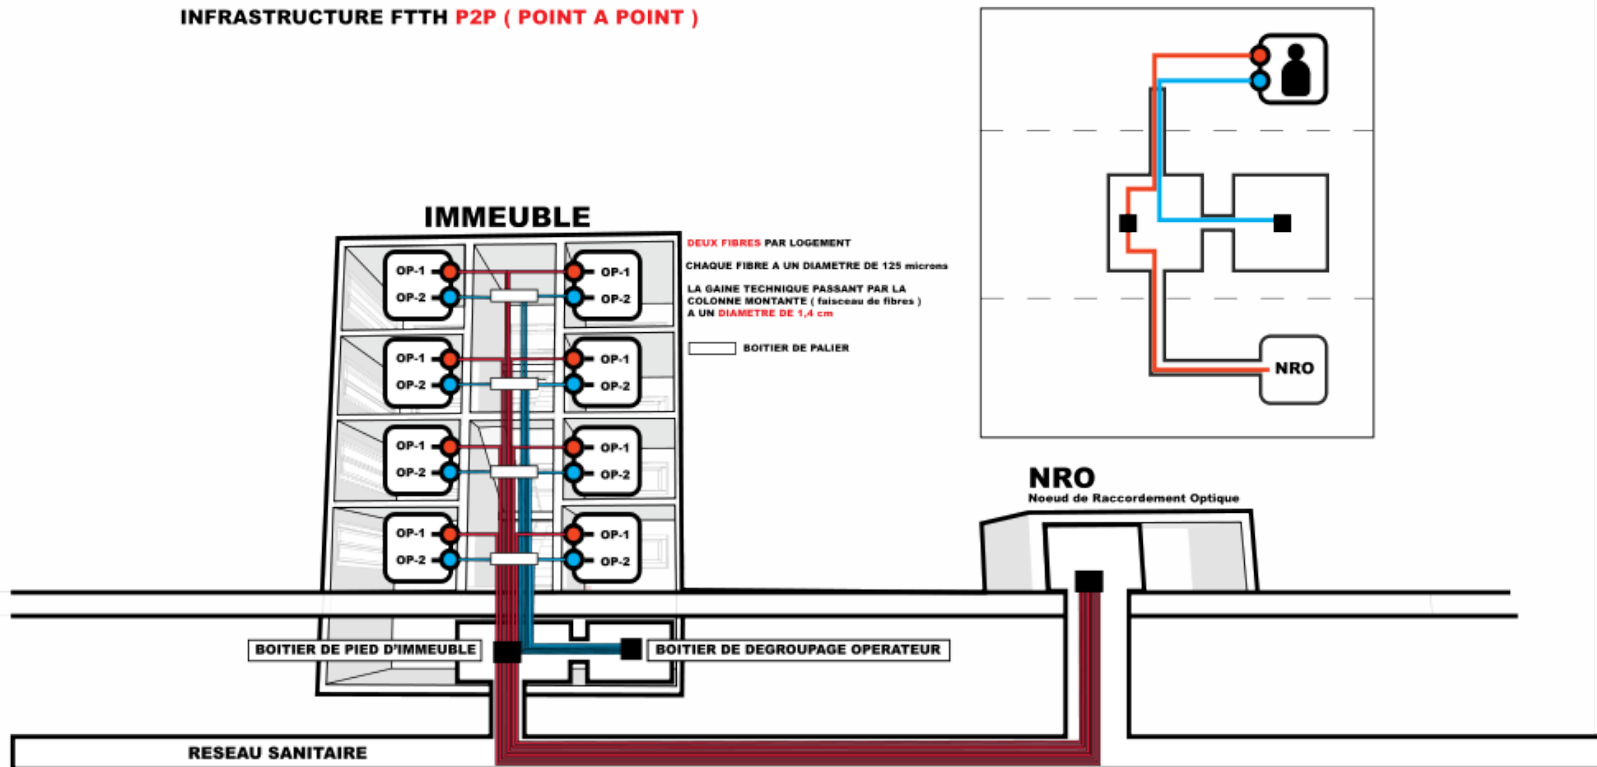 INFRASTRUCTURE FTTH P2P ( POINT A POINT )
IMMEUBLE
DEUX FIBRES PAR LOGEMENT
CHAQUE FIBRE A UN DIAMETRE DE 125 microns
LA GAINE TECHNIQUE PASSANT PAR LA
COLONNE MONTANTE ( faisceau de fibres )
A UN DIAMETRE DE 1,4 cm
BOITIER DE PALIER
OP-1 OP-1
OP-2 OP-2
OP-1 OP-1
OP-2 OP-2
OP-1 OP-1
OP-2 OP-2
OP-1 OP-1
OP-2 OP-2
NRO
NRO
Noeud de Raccordement Optique
BOITIER DE PIED D'IMMEUBLE
BOITIER DE DEGROUPAGE OPERATEUR
RESEAU SANITAIRE